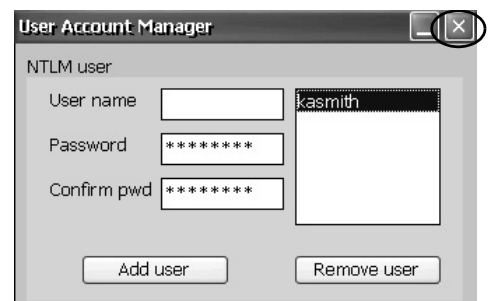 User Account Manager
NTLM user
User name
kasmith
Password ********
Confirm pwd ********
Add user Remove user